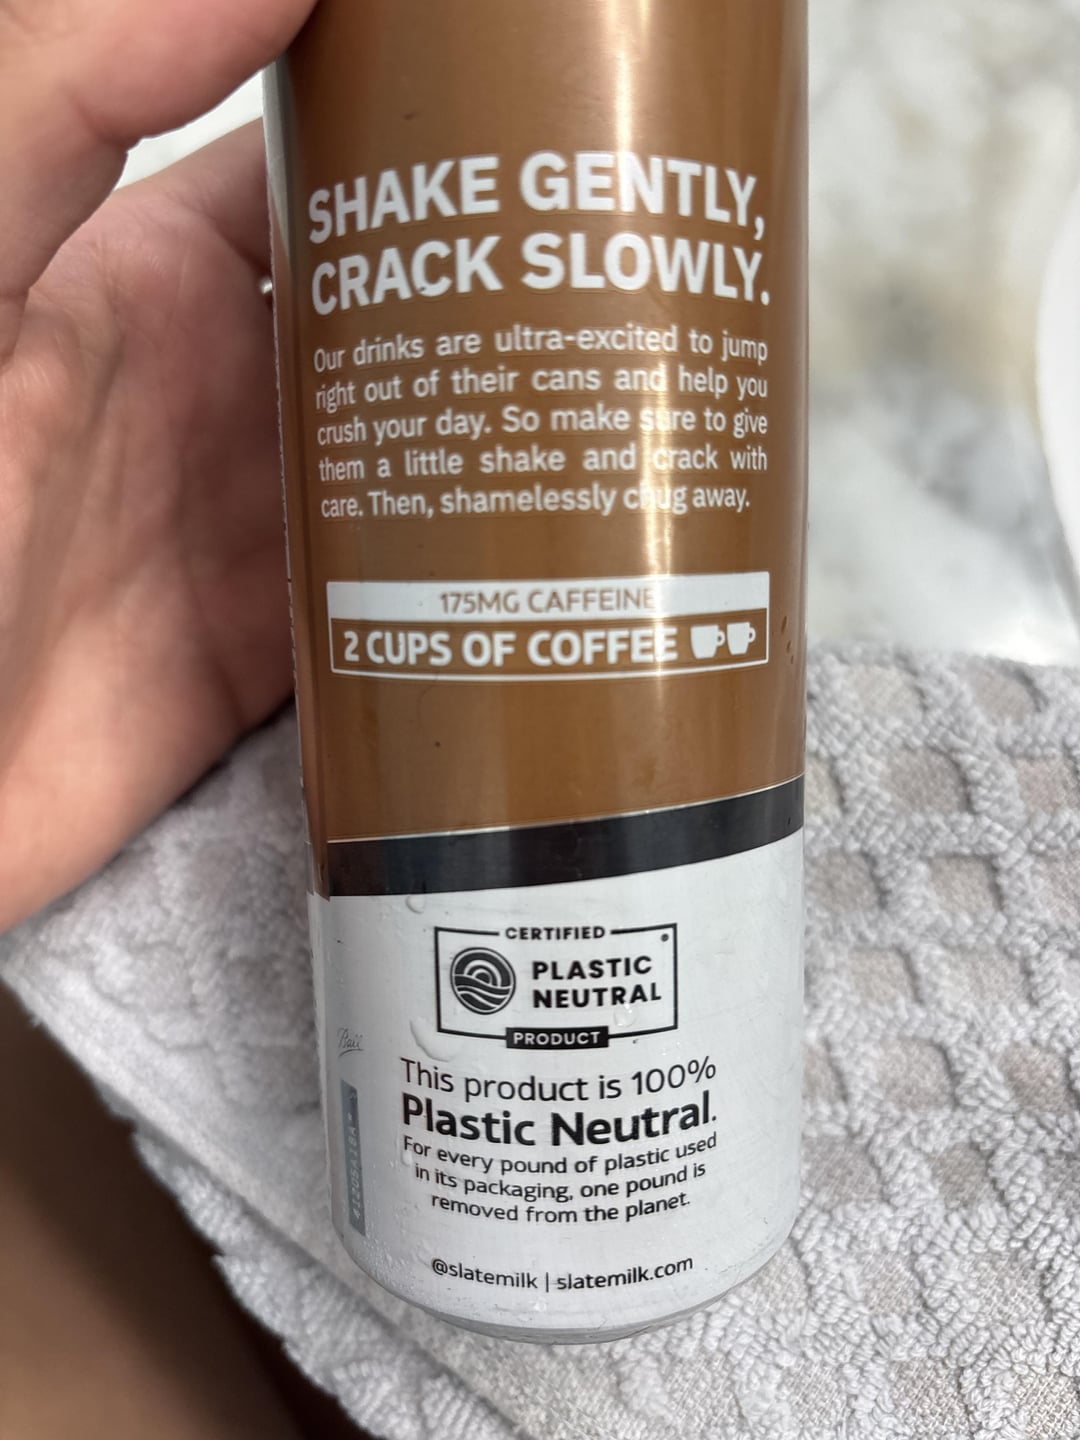 SHAKE GENTLY,
CRACK SLOWLY.
Our drinks are ultra-excited to jump
right out of their cans and help you
crush your day. So make sure to give
them a little shake and crack with
care. Then, shamelessly chug away.
175MG CAFFEINE
2 CUPS OF COFFEE
CERTIFIED
PLASTIC
NEUTRAL
®
PRODUCT
Ball
This product is 100%
Plastic Neutral.
For every pound of plastic used
in its packaging, one pound is
removed from the planet.
@slatemilk | slatemilk.com